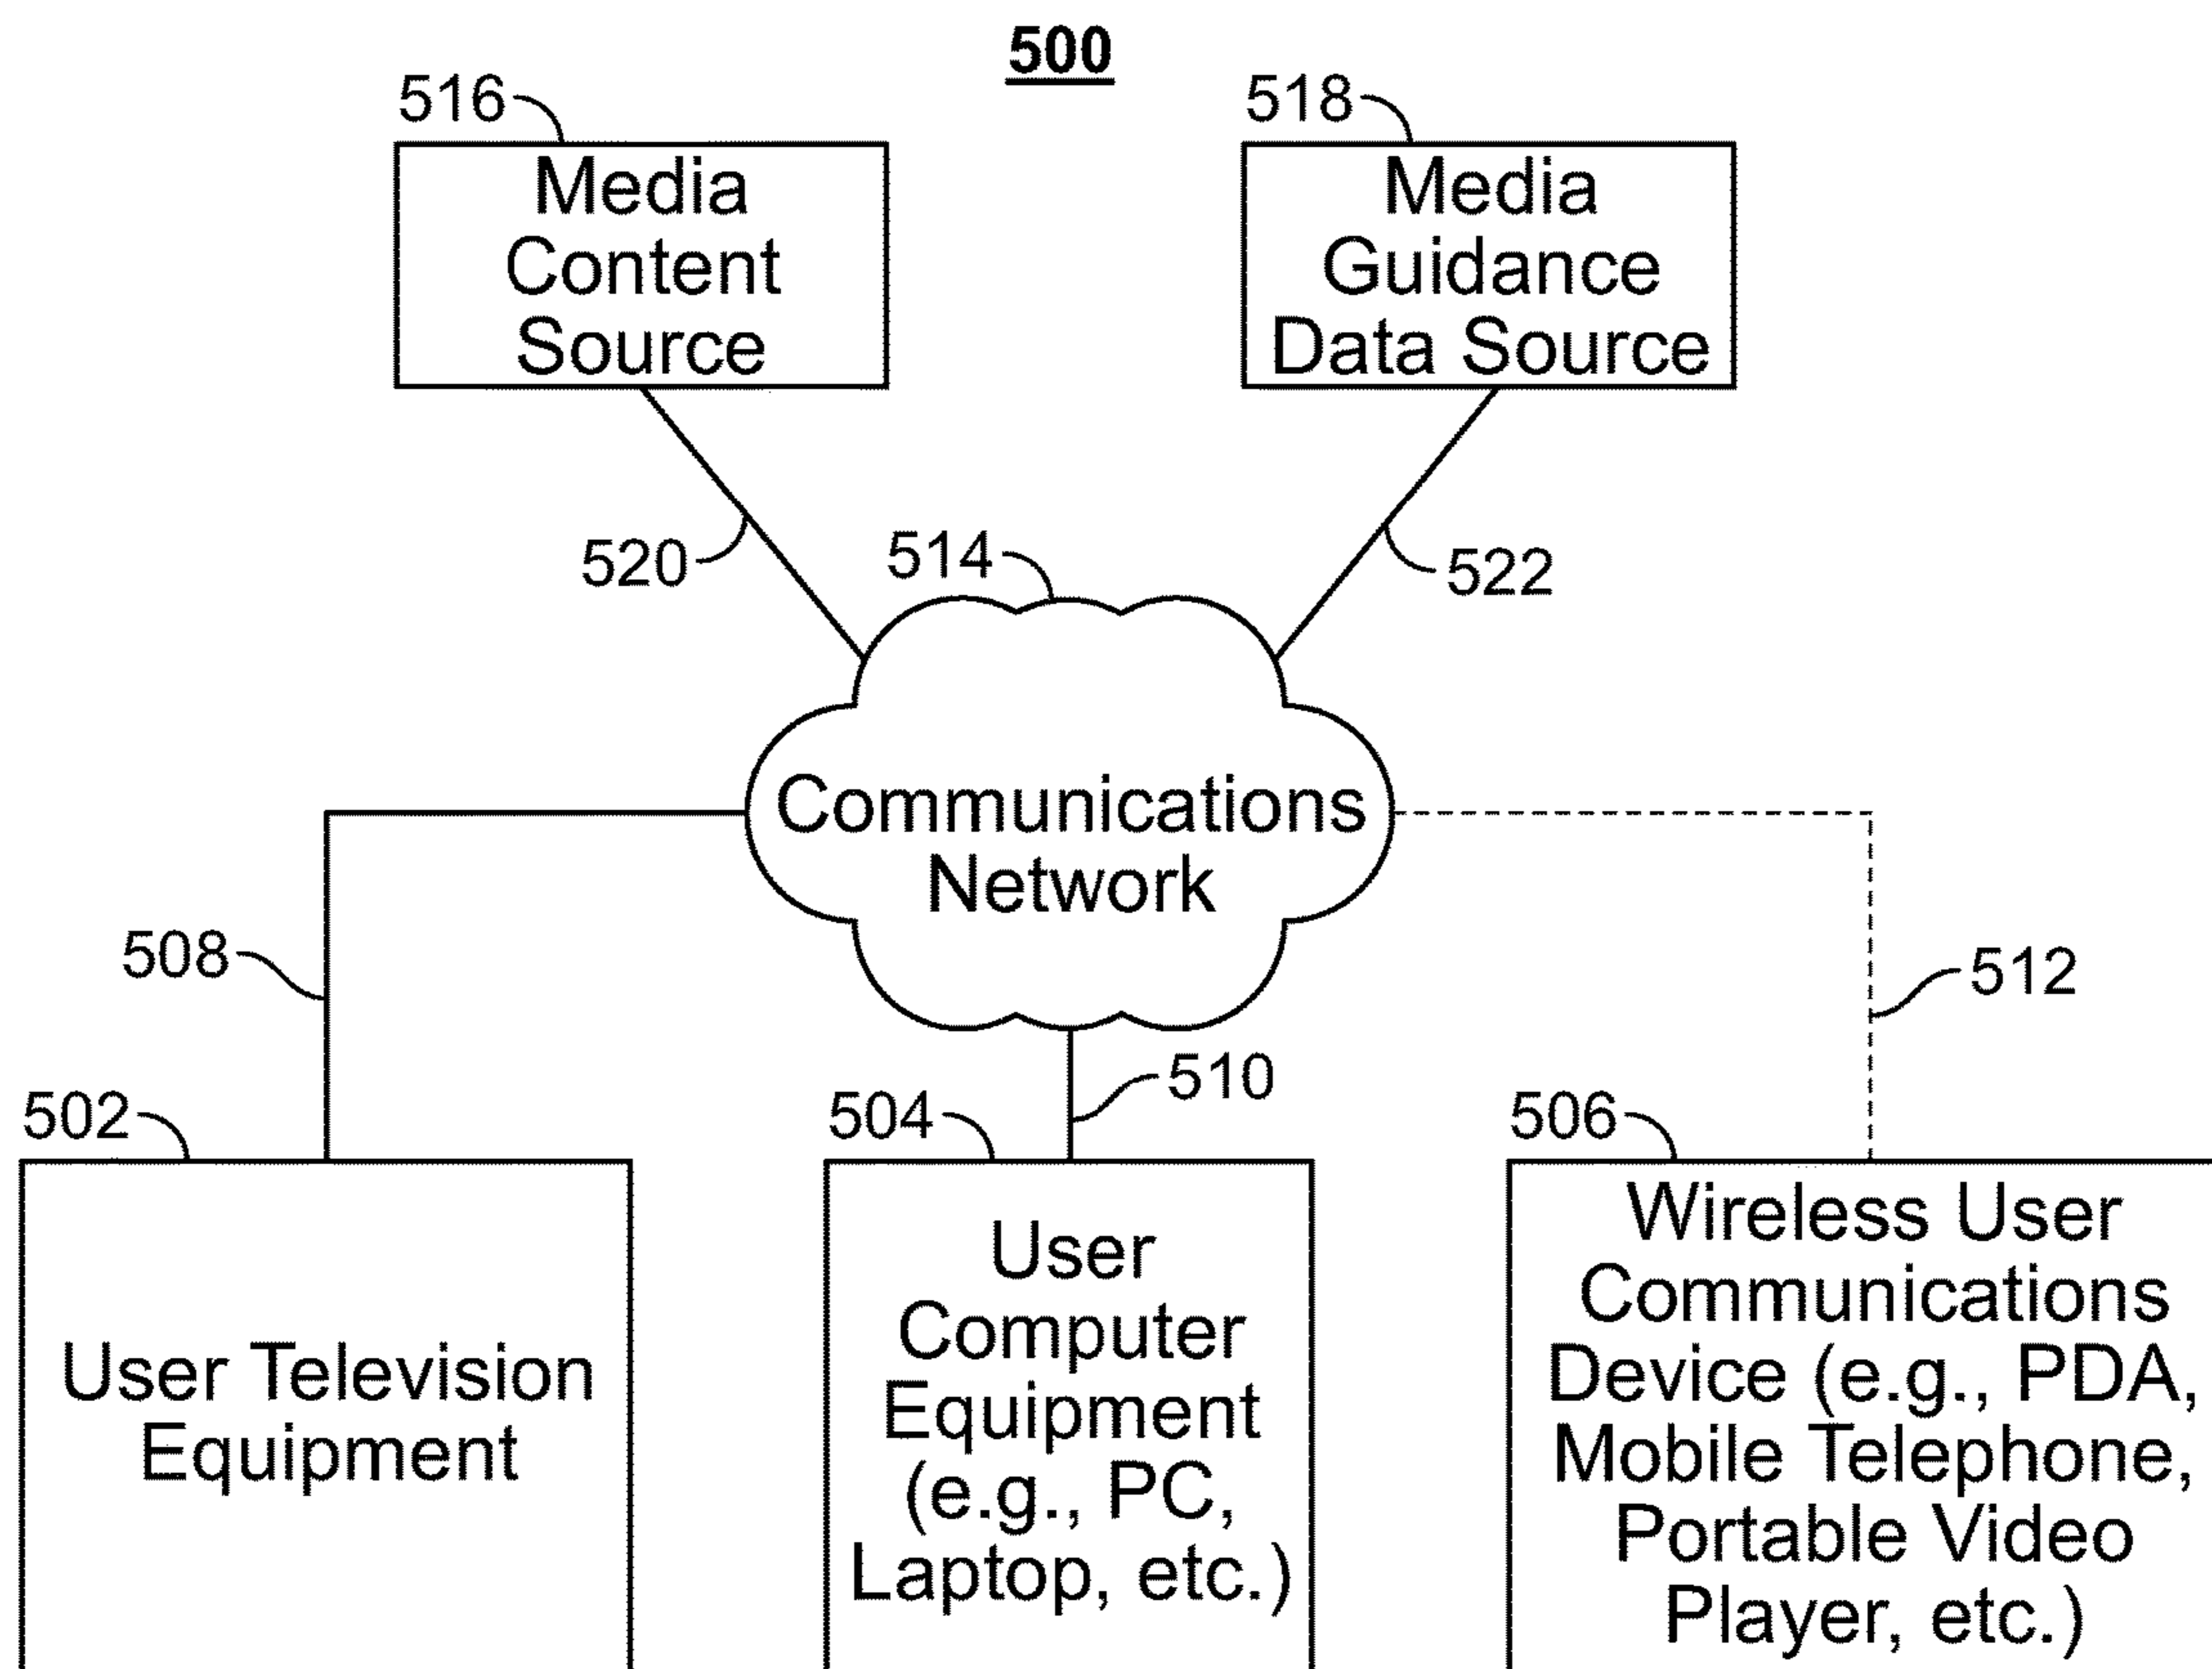 500
516
518
Media
Content
Source
Media
Guidance
Data Source
520
514
522
Communications
Network
508
512
510
502
504
506
User Television
Equipment
User
Computer
Equipment
(e.g., PC,
Laptop, etc.)
Wireless User
Communications
Device (e.g., PDA,
Mobile Telephone,
Portable Video
Player, etc.)